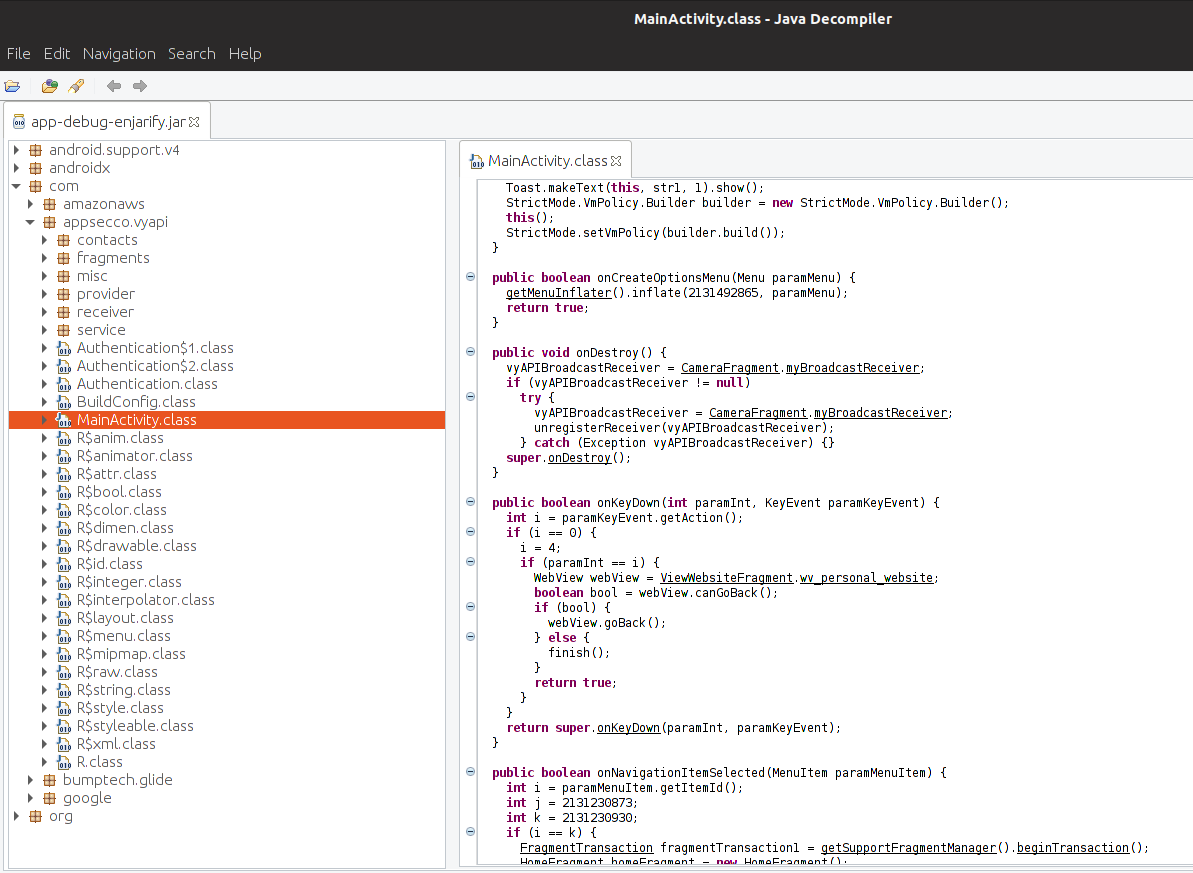 MainActivity.class - Java Decompiler
File Edit Navigation Search Help
app-debug-enjarify.jar
android.support.v4
androidx
com
amazonaws
appsecco.vyapi
contacts
fragments
misc
provider
receiver
service
Authentication$1.class
Authentication$2.class
Authentication.class
BuildConfig.class
MainActivity.class
R$anim.class
R$animator.class
R$attr.class
R$bool.class
R$color.class
R$dimen.class
R$drawable.class
R$id.class
R$integer.class
R$interpolator.class
R$layout.class
R$menu.class
R$mipmap.class
R$raw.class
R$string.class
R$style.class
R$styleable.class
R$xml.class
R.class
bumptech.glide
google
org
MainActivity.class
Toast.makeText(this, str1, 1).show();
StrictMode.VmPolicy.Builder builder = new StrictMode.VmPolicy.Builder();
this();
StrictMode.setVmPolicy(builder.build());
}
public boolean onCreateOptionsMenu(Menu paramMenu) {
getMenuInflater().inflate(2131492865, paramMenu);
return true;
}
public void onDestroy() {
vyAPIBroadcastReceiver = CameraFragment.myBroadcastReceiver;
if (vyAPIBroadcastReceiver != null)
try {
vyAPIBroadcastReceiver = CameraFragment.myBroadcastReceiver;
unregisterReceiver(vyAPIBroadcastReceiver);
} catch (Exception vyAPIBroadcastReceiver) {}
super.onDestroy();
}
public boolean onKeyDown(int paramInt, KeyEvent paramKeyEvent) {
int i = paramKeyEvent.getAction();
if (i == 0) {
i = 4;
if (paramInt == i) {
WebView webView = ViewWebsiteFragment.wv_personal_website;
boolean bool = webView.canGoBack();
if (bool) {
webView.goBack();
} else {
finish();
}
return true;
}
}
return super.onKeyDown(paramInt, paramKeyEvent);
}
public boolean onNavigationItemSelected(MenuItem paramMenuItem) {
int i = paramMenuItem.getItemId();
int j = 2131230873;
int k = 2131230930;
if (i == k) {
FragmentTransaction fragmentTransaction1 = getSupportFragmentManager().beginTransaction();
HomeFragment homeFragment = new HomeFragment();